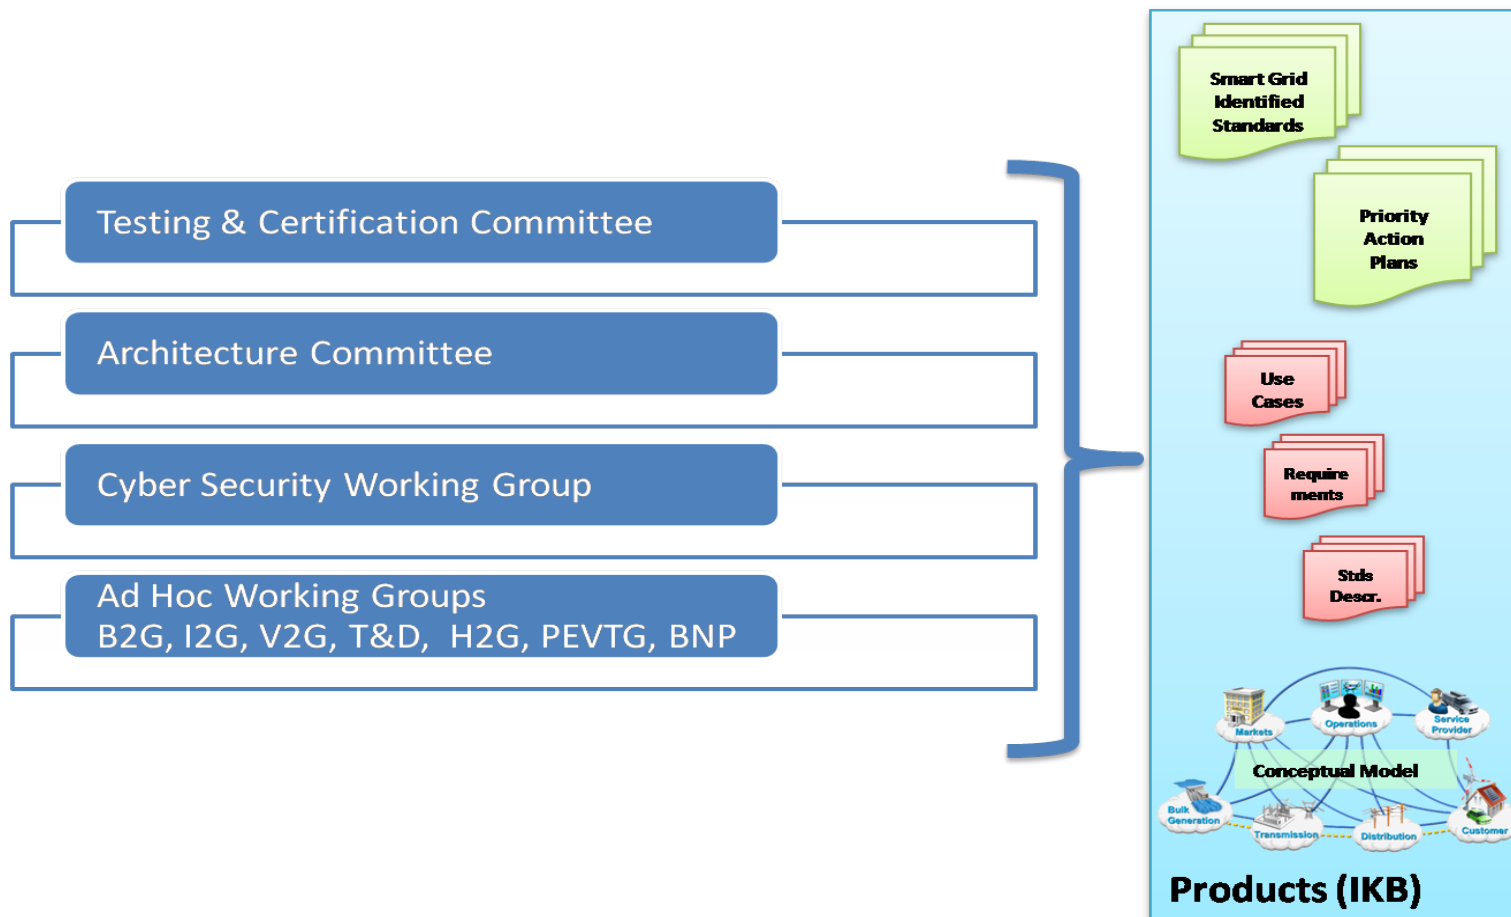 Testing & Certification Committee
Architecture Committee
Cyber Security Working Group
Ad Hoc Working Groups
B2G, I2G, V2G, T&D, H2G, PEVTG, BNP
Smart Grid
Identified
Standards
Priority
Action
Plans
Use
Cases
Require
ments
Stds
Descr.
Markets
Operations
Service
Provider
Conceptual Model
Bulk
Generation
Transmission
Distribution
Customer
Products (IKB)